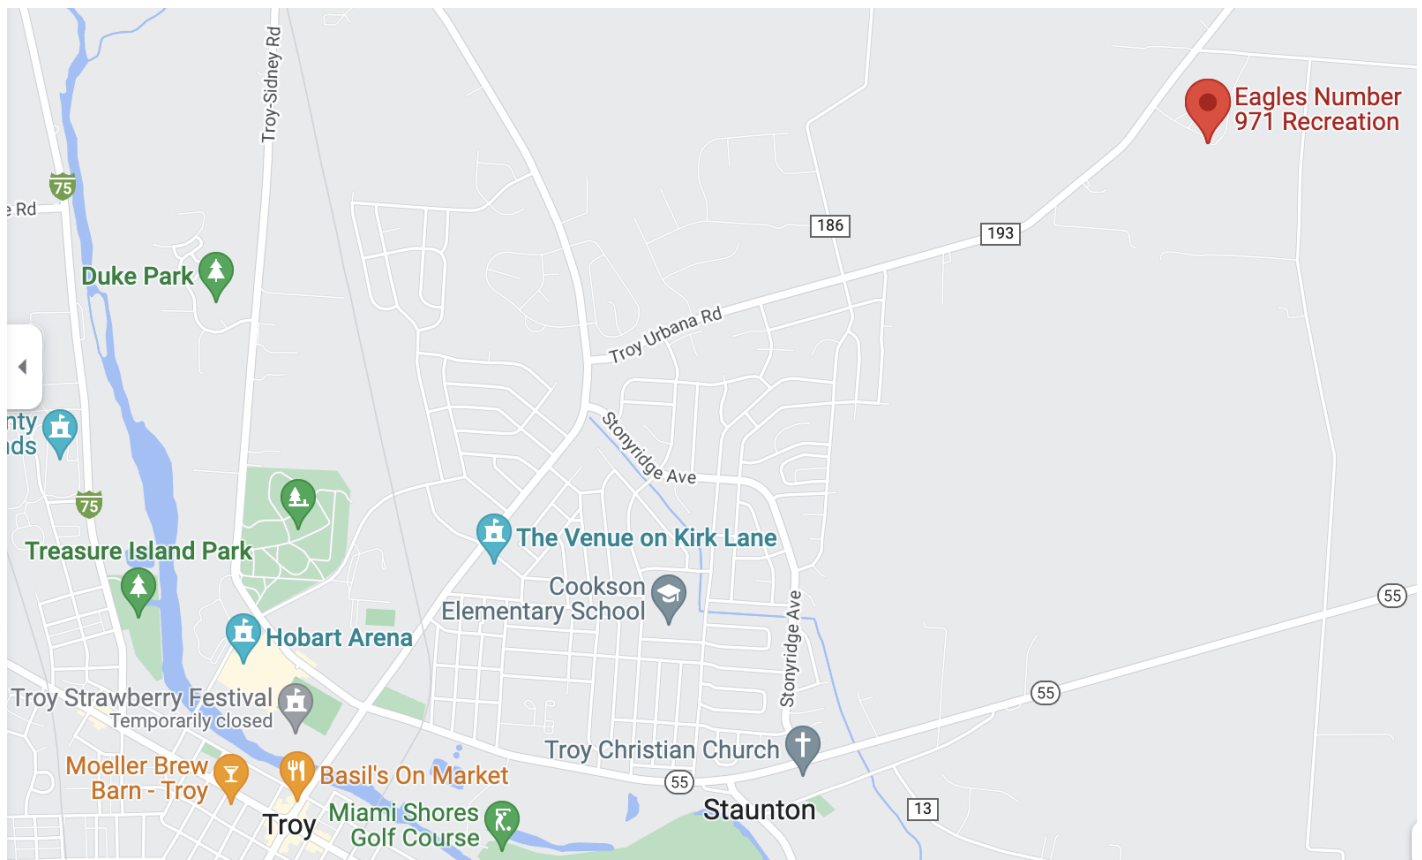 Troy-Sidney Rd
Eagles Number
971 Recreation
75
e Rd
186
193
Duke Park
Troy Urbana Rd
nty
ds
Stonyridge Ave
75
The Venue on Kirk Lane
Treasure Island Park
Cookson
Elementary School
55
Hobart Arena
Stonyridge Ave
55
Troy Strawberry Festival
Temporarily closed
Troy Christian Church
Moeller Brew
Barn - Troy
Basil's On Market
55
Miami Shores
Golf Course
Troy
Staunton
13